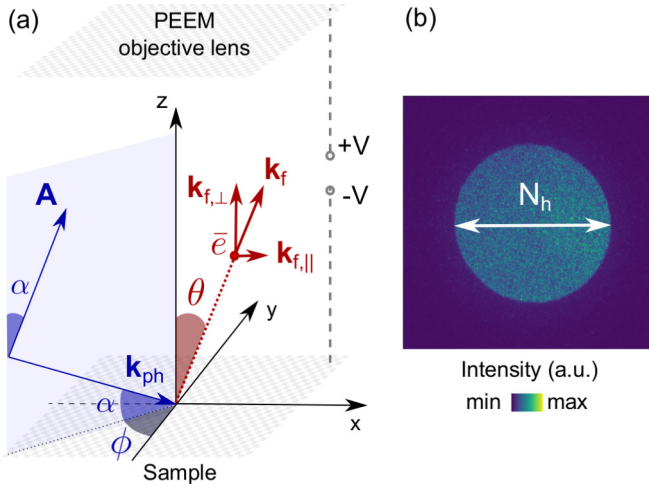 (a)
PEEM
objective lens
z
+V
-V
A
k_f
k_f,⊥
ē
k_f,||
α
θ
y
k_ph
α
x
ϕ
Sample
(b)
N_h
Intensity (a.u.)
min max